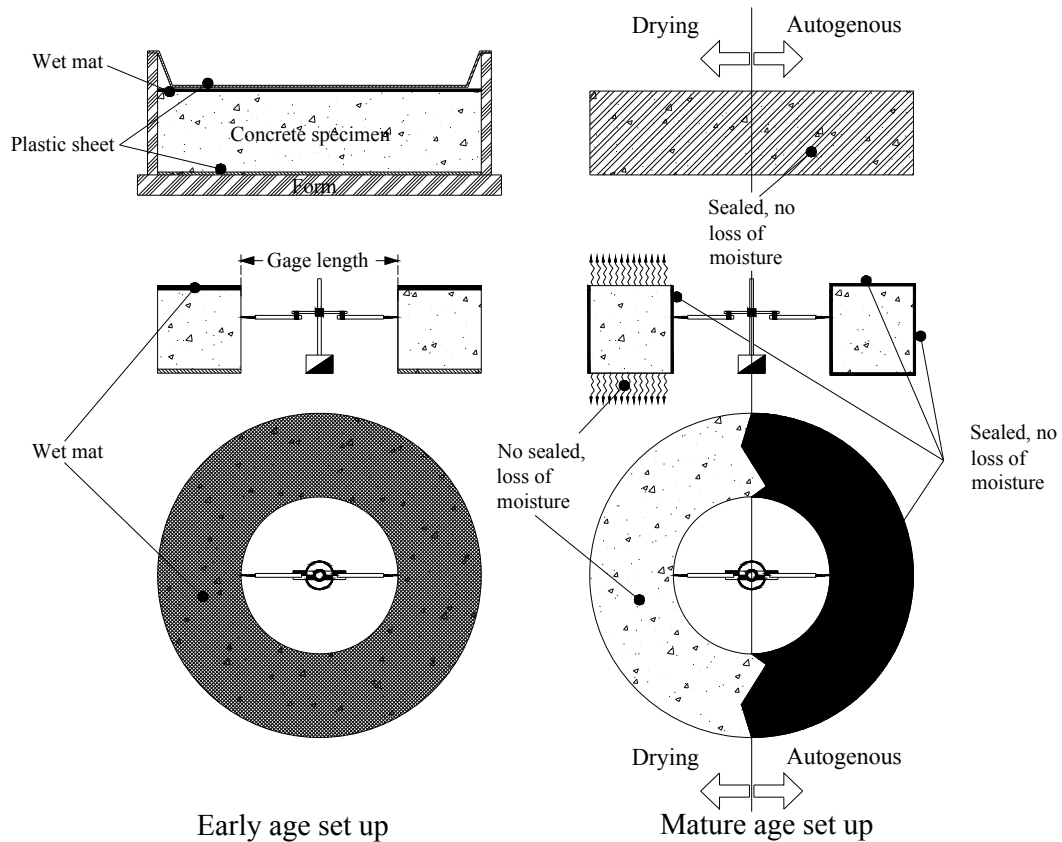 Drying
Autogenous
Wet mat
Concrete specimen
Plastic sheet
Form
Sealed, no
loss of
moisture
Gage length
Wet mat
No sealed,
loss of
moisture
Sealed, no
loss of
moisture
Drying
Autogenous
Early age set up
Mature age set up